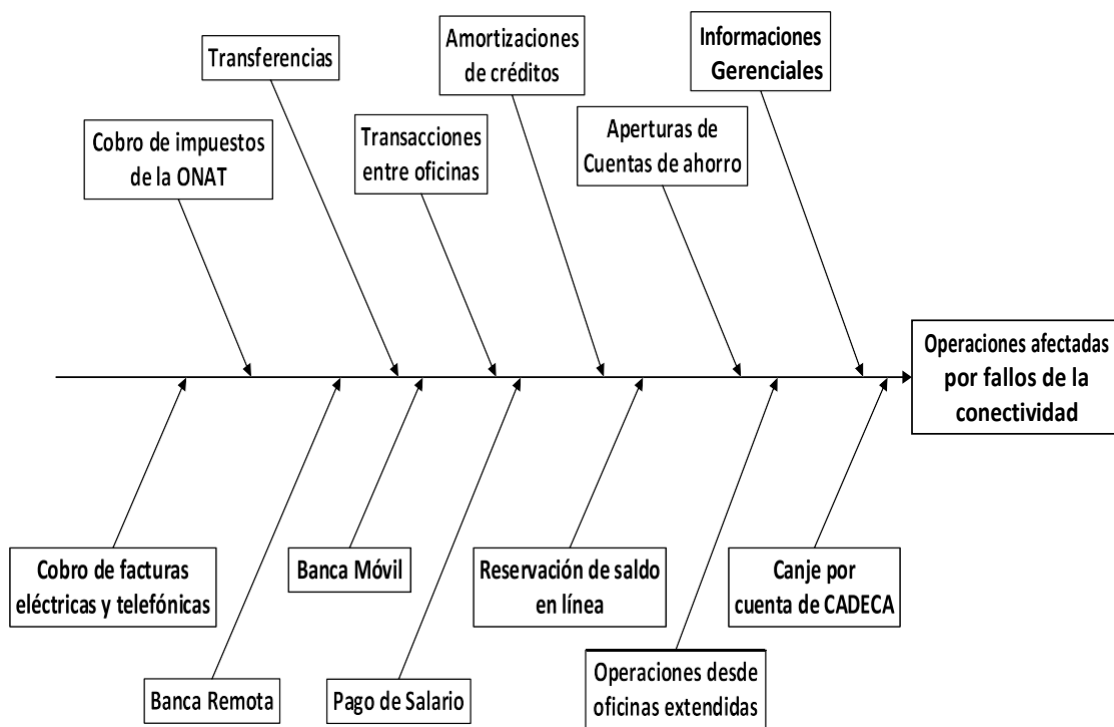 Transferencias
Amortizaciones
de créditos
Informaciones
Gerenciales
Cobro de impuestos
de la ONAT
Transacciones
entre oficinas
Aperturas de
Cuentas de ahorro
Operaciones afectadas
por fallos de la
conectividad
Cobro de facturas
eléctricas y telefónicas
Banca Móvil
Reservación de saldo
en línea
Canje por
cuenta de CADECA
Banca Remota
Pago de Salario
Operaciones desde
oficinas extendidas